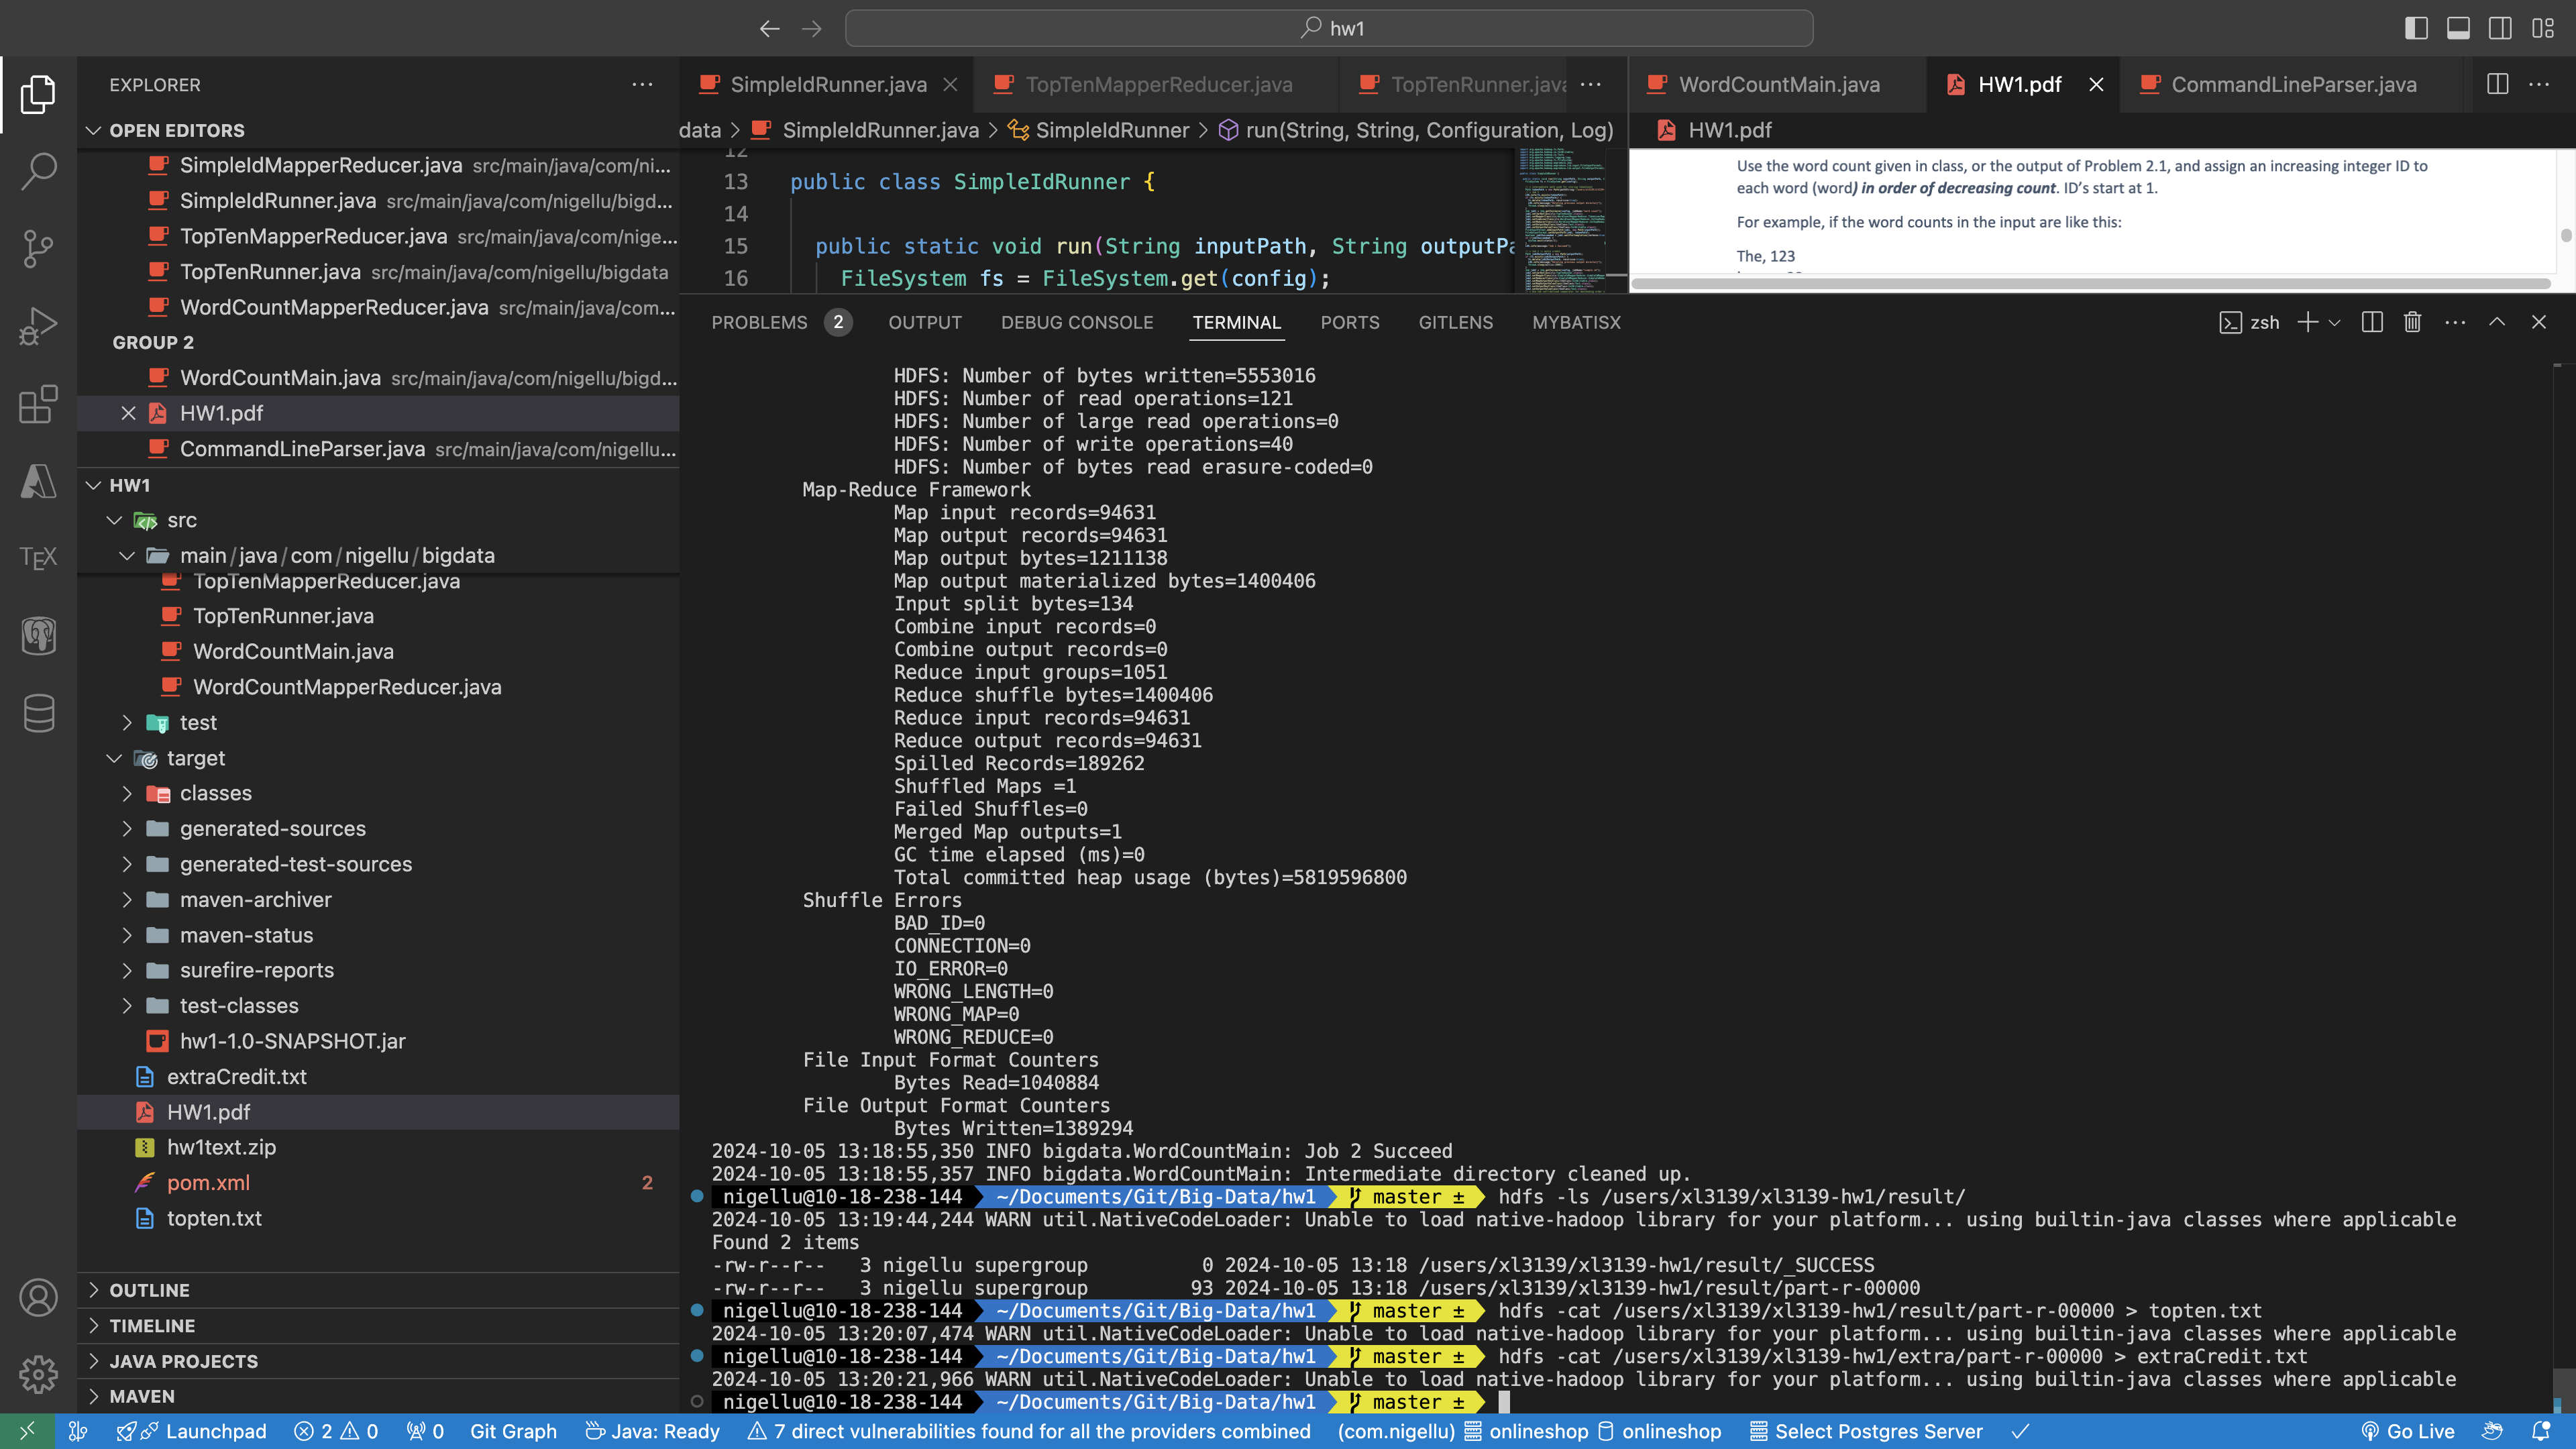 hw1
EXPLORER
OPEN EDITORS
SimpleIdMapperReducer.java src/main/java/com/ni...
SimpleIdRunner.java src/main/java/com/nigellu/bigd...
TopTenMapperReducer.java src/main/java/com/nige...
TopTenRunner.java src/main/java/com/nigellu/bigdata
WordCountMapperReducer.java src/main/java/com...
GROUP 2
WordCountMain.java src/main/java/com/nigellu/bigd...
HW1.pdf
CommandLineParser.java src/main/java/com/nigellu...
HW1
src
main/java/com/nigellu/bigdata
TopTenMapperReducer.java
TopTenRunner.java
WordCountMain.java
WordCountMapperReducer.java
test
target
classes
generated-sources
generated-test-sources
maven-archiver
maven-status
surefire-reports
test-classes
hw1-1.0-SNAPSHOT.jar
extraCredit.txt
HW1.pdf
hw1text.zip
pom.xml 2
topten.txt
OUTLINE
TIMELINE
JAVA PROJECTS
MAVEN
TEX
SimpleIdRunner.java TopTenMapperReducer.java TopTenRunner.java ...
data > SimpleIdRunner.java > SimpleIdRunner > run(String, String, Configuration, Log)
12
13 public class SimpleIdRunner {
14
15 public static void run(String inputPath, String outputPa
16 FileSystem fs = FileSystem.get(config);
WordCountMain.java HW1.pdf CommandLineParser.java
HW1.pdf
Use the word count given in class, or the output of Problem 2.1, and assign an increasing integer ID to
each word (word) in order of decreasing count. ID's start at 1.
For example, if the word counts in the input are like this:
The, 123
PROBLEMS 2 OUTPUT DEBUG CONSOLE TERMINAL PORTS GITLENS MYBATISX zsh
HDFS: Number of bytes written=5553016
HDFS: Number of read operations=121
HDFS: Number of large read operations=0
HDFS: Number of write operations=40
HDFS: Number of bytes read erasure-coded=0
Map-Reduce Framework
Map input records=94631
Map output records=94631
Map output bytes=1211138
Map output materialized bytes=1400406
Input split bytes=134
Combine input records=0
Combine output records=0
Reduce input groups=1051
Reduce shuffle bytes=1400406
Reduce input records=94631
Reduce output records=94631
Spilled Records=189262
Shuffled Maps =1
Failed Shuffles=0
Merged Map outputs=1
GC time elapsed (ms)=0
Total committed heap usage (bytes)=5819596800
Shuffle Errors
BAD_ID=0
CONNECTION=0
IO_ERROR=0
WRONG_LENGTH=0
WRONG_MAP=0
WRONG_REDUCE=0
File Input Format Counters
Bytes Read=1040884
File Output Format Counters
Bytes Written=1389294
2024-10-05 13:18:55,350 INFO bigdata.WordCountMain: Job 2 Succeed
2024-10-05 13:18:55,357 INFO bigdata.WordCountMain: Intermediate directory cleaned up.
nigellu@10-18-238-144 ~/Documents/Git/Big-Data/hw1 master ± hdfs -ls /users/xl3139/xl3139-hw1/result/
2024-10-05 13:19:44,244 WARN util.NativeCodeLoader: Unable to load native-hadoop library for your platform... using builtin-java classes where applicable
Found 2 items
-rw-r--r-- 3 nigellu supergroup 0 2024-10-05 13:18 /users/xl3139/xl3139-hw1/result/_SUCCESS
-rw-r--r-- 3 nigellu supergroup 93 2024-10-05 13:18 /users/xl3139/xl3139-hw1/result/part-r-00000
nigellu@10-18-238-144 ~/Documents/Git/Big-Data/hw1 master ± hdfs -cat /users/xl3139/xl3139-hw1/result/part-r-00000 > topten.txt
2024-10-05 13:20:07,474 WARN util.NativeCodeLoader: Unable to load native-hadoop library for your platform... using builtin-java classes where applicable
nigellu@10-18-238-144 ~/Documents/Git/Big-Data/hw1 master ± hdfs -cat /users/xl3139/xl3139-hw1/extra/part-r-00000 > extraCredit.txt
2024-10-05 13:20:21,966 WARN util.NativeCodeLoader: Unable to load native-hadoop library for your platform... using builtin-java classes where applicable
nigellu@10-18-238-144 ~/Documents/Git/Big-Data/hw1 master ±
Launchpad 2 0 0 Git Graph Java: Ready 7 direct vulnerabilities found for all the providers combined (com.nigellu) onlineshop onlineshop Select Postgres Server Go Live